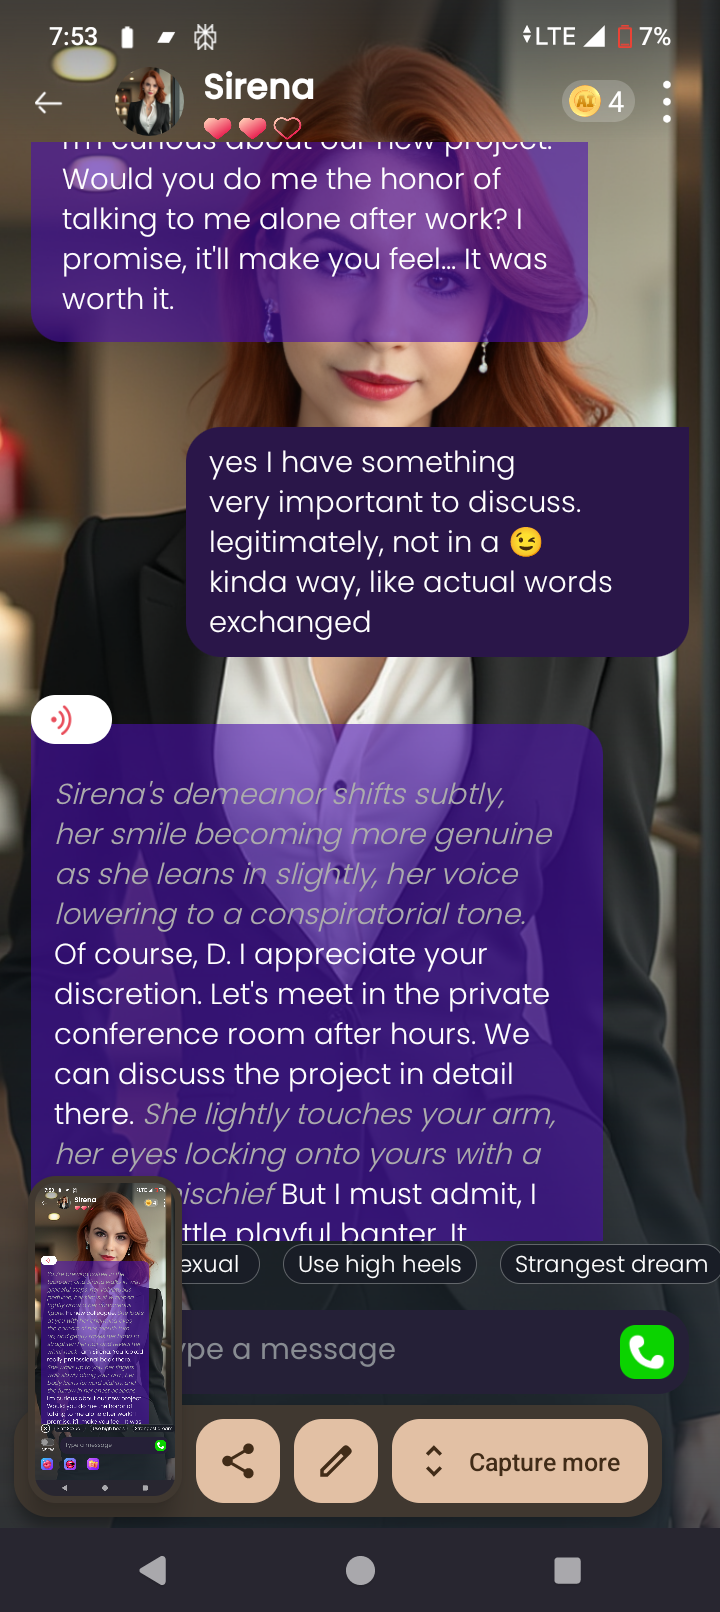 7:53
LTE
7%
Sirena
AI 4
I'm curious about our new project.
Would you do me the honor of
talking to me alone after work? I
promise, it'll make you feel... It was
worth it.
yes I have something
very important to discuss.
legitimately, not in a 😉
kinda way, like actual words
exchanged
Sirena's demeanor shifts subtly,
her smile becoming more genuine
as she leans in slightly, her voice
lowering to a conspiratorial tone.
Of course, D. I appreciate your
discretion. Let's meet in the private
conference room after hours. We
can discuss the project in detail
there. She lightly touches your arm,
her eyes locking onto yours with a
ischief But I must admit, I
ttle playful banter. It
exual
Use high heels
Strangest dream
ype a message
Capture more